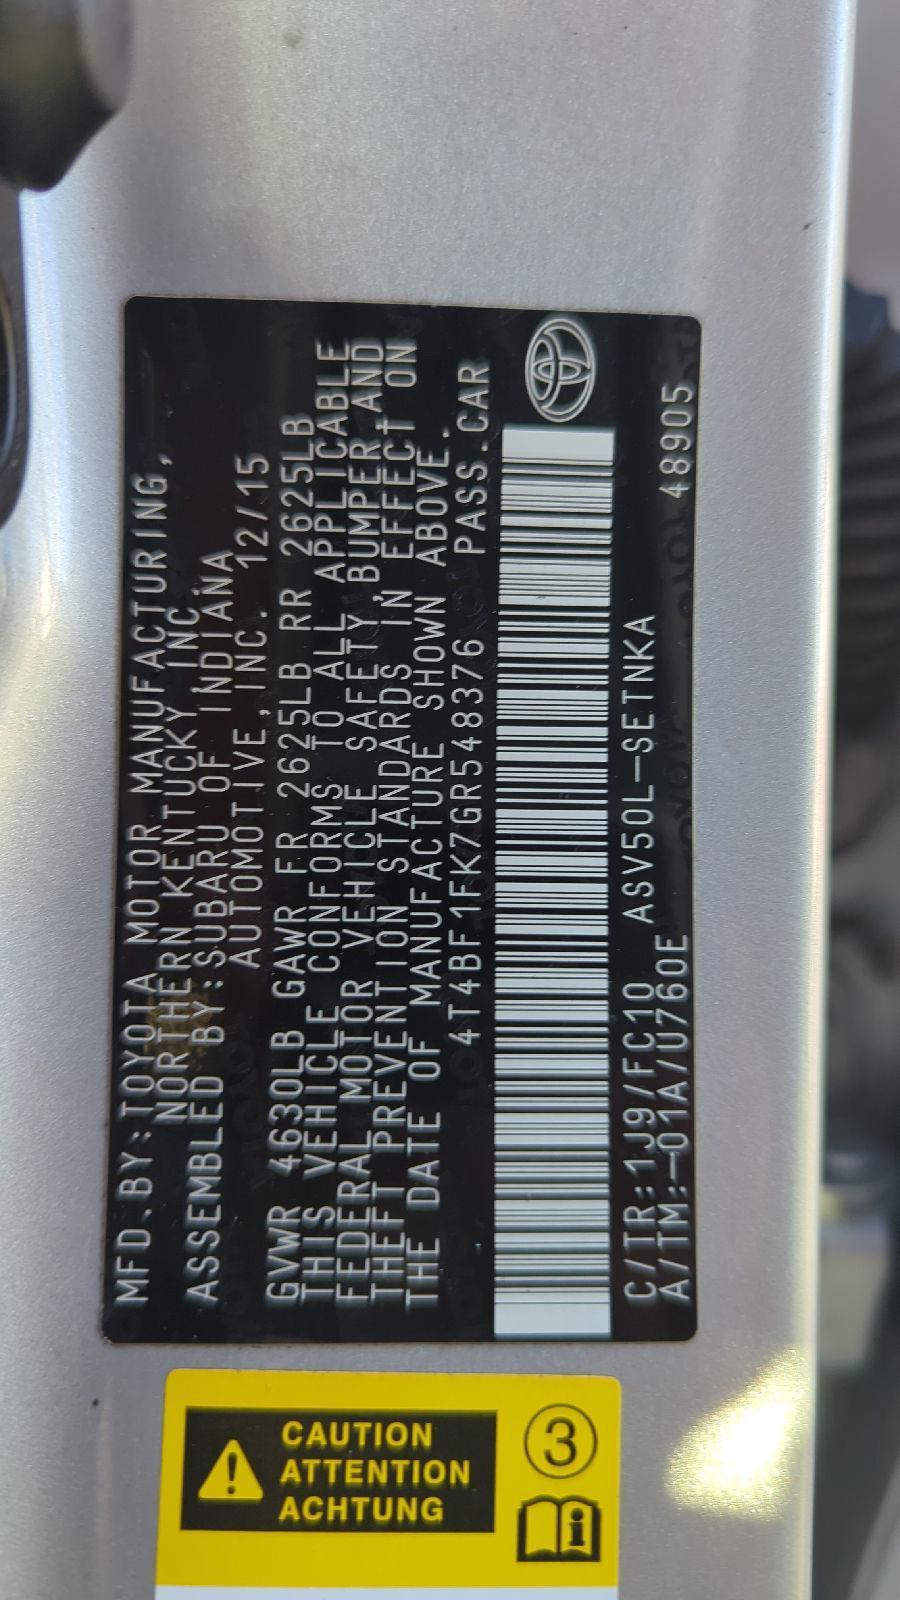 MFD.BY:TOYOTA MOTOR MANUFACTURING,
NORTHERN KENTUCKY INC.
ASSEMBLED BY:SUBARU OF INDIANA
AUTOMOTIVE,INC. 12/15
GVWR 4630LB GAWR FR 2625LB RR 2625LB
THIS VEHICLE CONFORMS TO ALL APPLICABLE
FEDERAL MOTOR VEHICLE SAFETY,BUMPER AND
THEFT PREVENTION STANDARDS IN EFFECT ON
THE DATE OF MANUFACTURE SHOWN ABOVE.
4T4BF1FK7GR548376 PASS.CAR
C/TR:1J9/FC10 ASV50L-SETNKA
A/TM:-01A/U760E 48905
CAUTION
ATTENTION
ACHTUNG
3